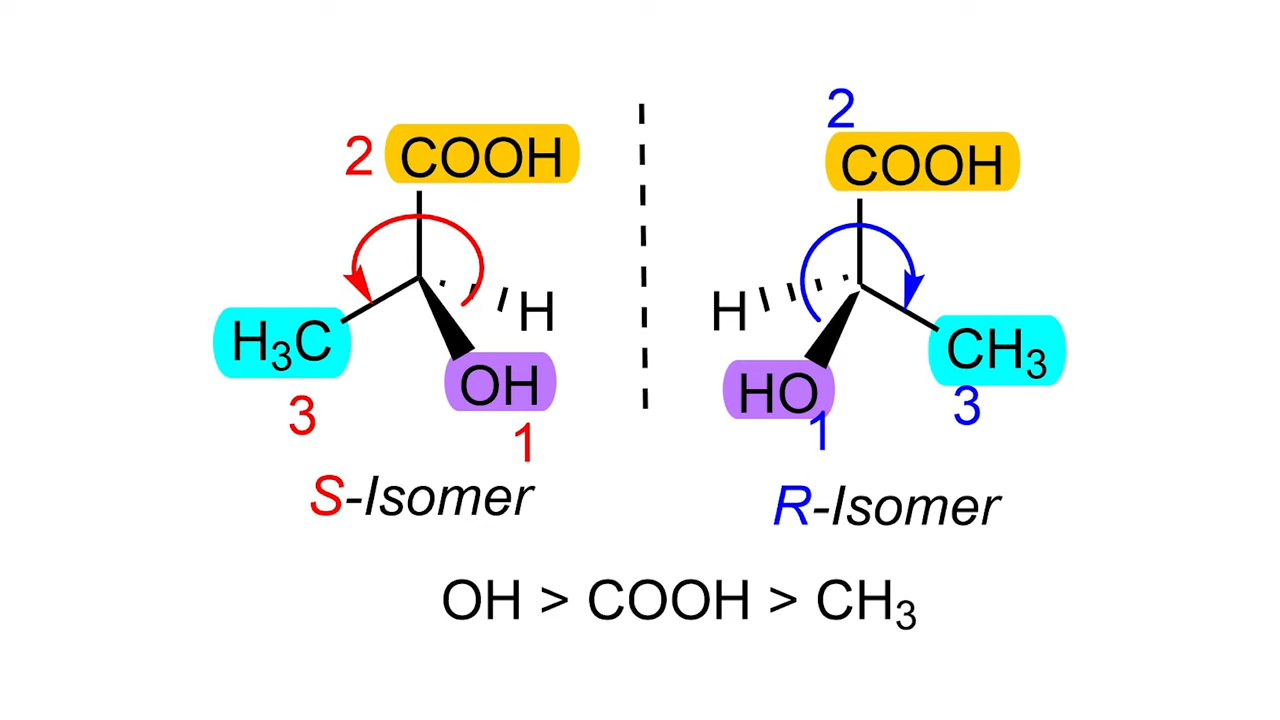 2 COOH
H
H₃C
OH
3
1
S-Isomer
2
COOH
H
HO
CH₃
1
3
R-Isomer
OH > COOH > CH₃